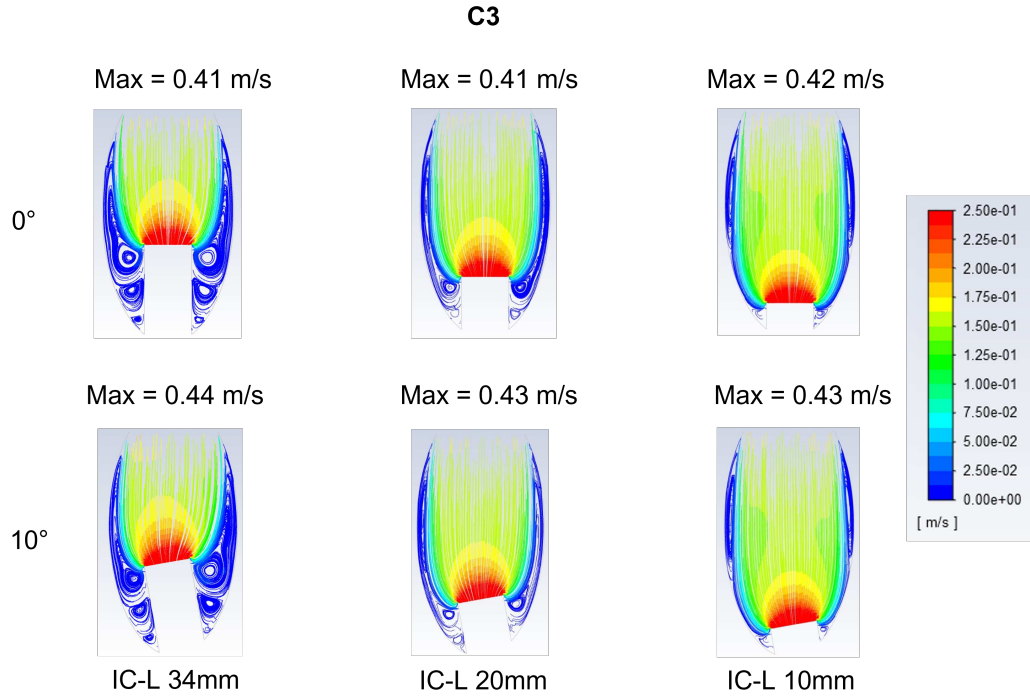 C3
Max = 0.41 m/s
Max = 0.41 m/s
Max = 0.42 m/s
0°
Max = 0.44 m/s
Max = 0.43 m/s
Max = 0.43 m/s
10°
IC-L 34mm
IC-L 20mm
IC-L 10mm
2.50e-01
2.25e-01
2.00e-01
1.75e-01
1.50e-01
1.25e-01
1.00e-01
7.50e-02
5.00e-02
2.50e-02
0.00e+00
[ m/s ]